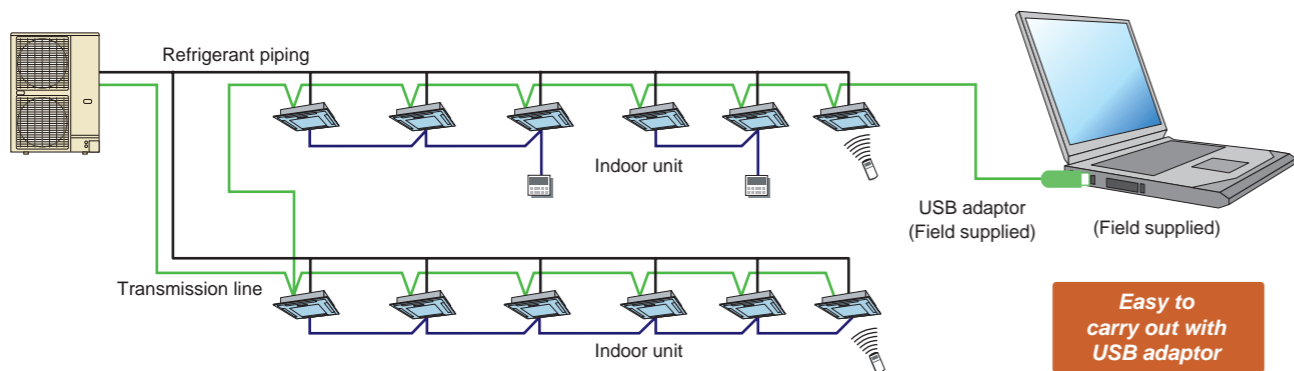 Refrigerant piping
Indoor unit
USB adaptor
(Field supplied)
(Field supplied)
Transmission line
Indoor unit
Easy to
carry out with
USB adaptor